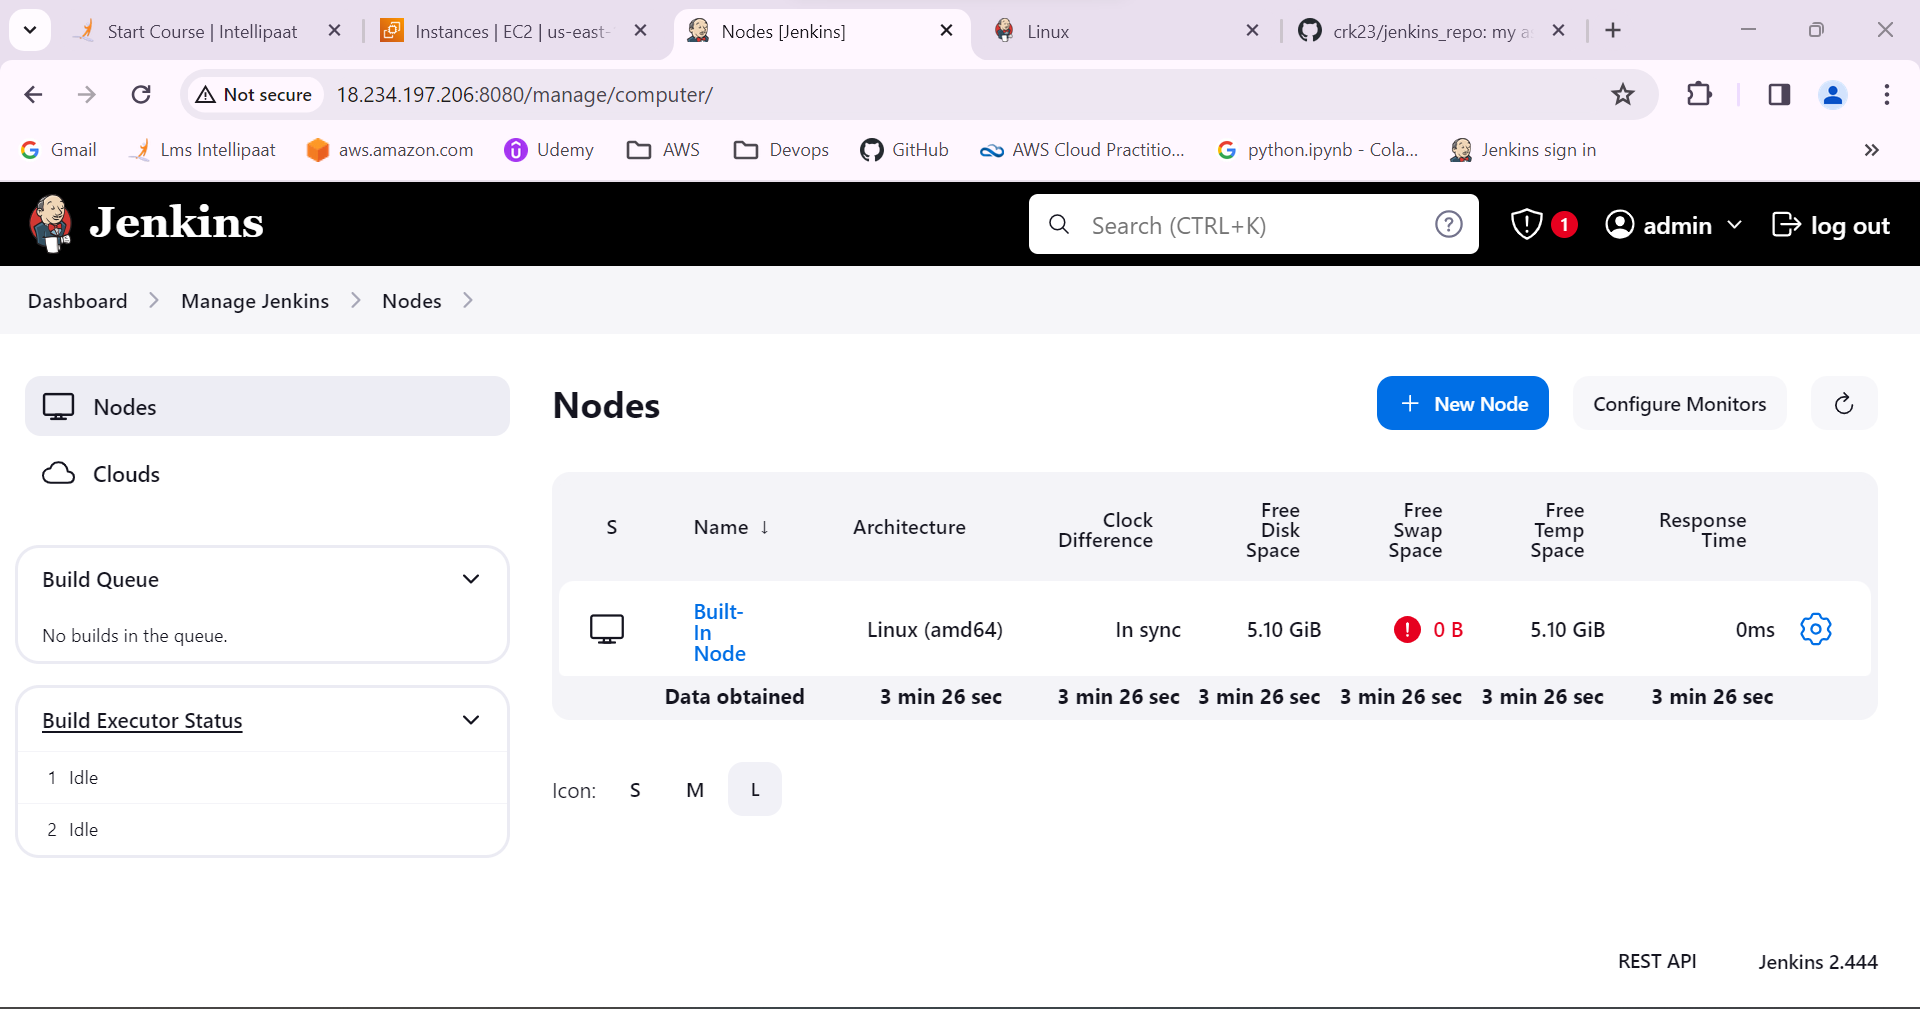 Start Course | Intellipaat
Instances | EC2 | us-east-
Nodes [Jenkins]
Linux
crk23/jenkins_repo: my as
Not secure
18.234.197.206:8080/manage/computer/
Gmail
Lms Intellipaat
aws.amazon.com
Udemy
AWS
Devops
GitHub
AWS Cloud Practitio...
python.ipynb - Cola...
Jenkins sign in
Jenkins
Search (CTRL+K)
1
admin
log out
Dashboard
Manage Jenkins
Nodes
Nodes
Clouds
Build Queue
No builds in the queue.
Build Executor Status
1 Idle
2 Idle
Nodes
+ New Node
Configure Monitors
S
Name ↓
Architecture
Clock
Difference
Free
Disk
Space
Free
Swap
Space
Free
Temp
Space
Response
Time
Built-
In
Node
Linux (amd64)
In sync
5.10 GiB
0 B
5.10 GiB
0ms
Data obtained
3 min 26 sec
3 min 26 sec
3 min 26 sec
3 min 26 sec
3 min 26 sec
3 min 26 sec
Icon: S M L
REST API
Jenkins 2.444